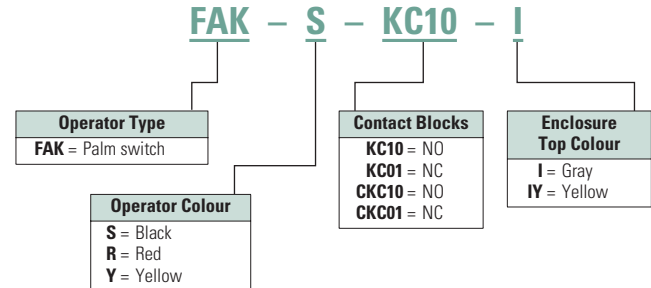 FAK – S – KC10 – I
Operator Type
FAK = Palm switch
Operator Colour
S = Black
R = Red
Y = Yellow
Contact Blocks
KC10 = NO
KC01 = NC
CKC10 = NO
CKC01 = NC
Enclosure
Top Colour
I = Gray
IY = Yellow